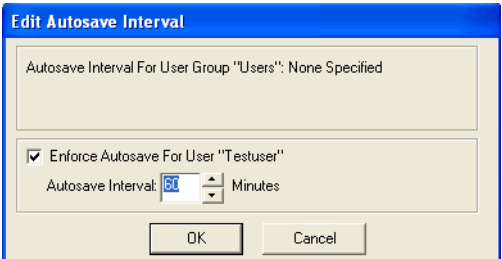 Edit Autosave Interval
Autosave Interval For User Group "Users": None Specified
Enforce Autosave For User "Testuser"
Autosave Interval: 60 Minutes
OK Cancel